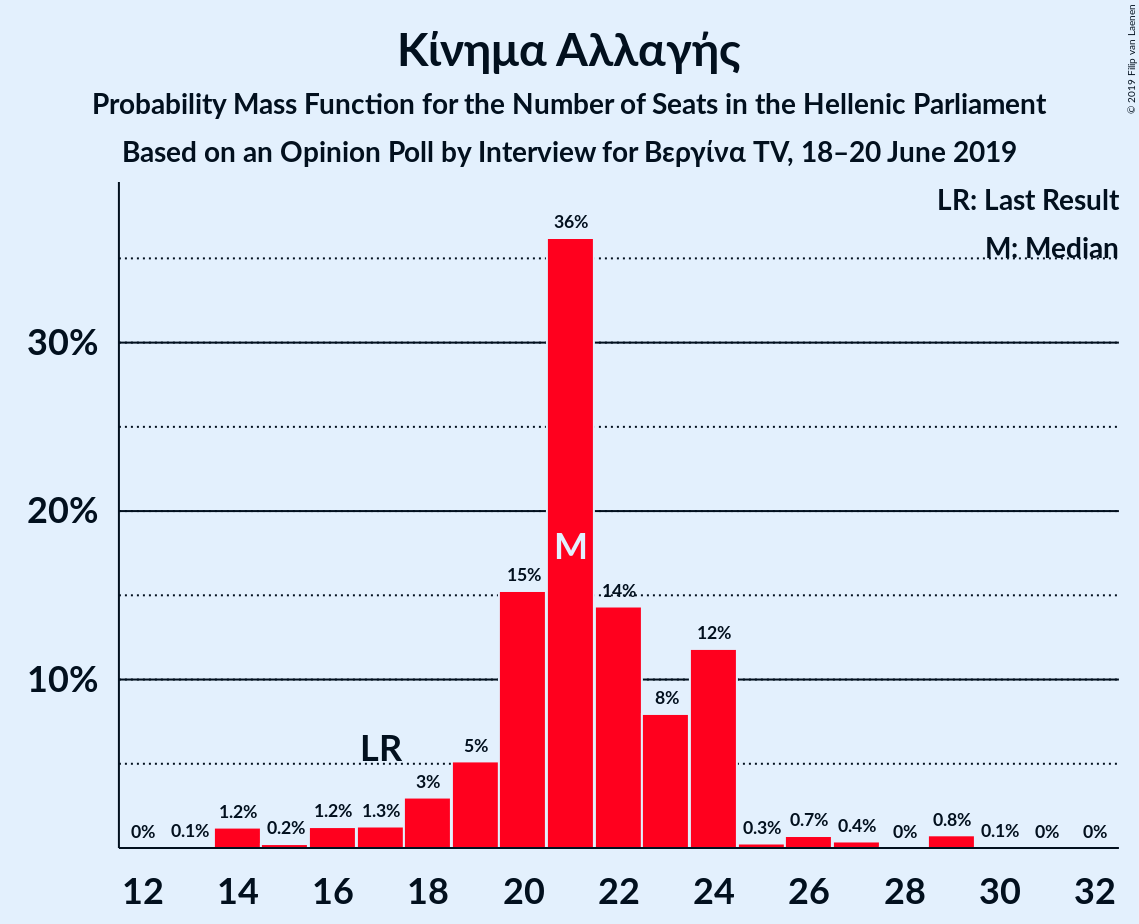 Κίνημα Αλλαγής
Probability Mass Function for the Number of Seats in the Hellenic Parliament
Based on an Opinion Poll by Interview for Βεργίνα TV, 18–20 June 2019
© 2019 Filip van Laenen
LR: Last Result
M: Median
30%
20%
10%
0% 0.1% 1.2% 0.2% 1.2% 1.3% 3% 5% 15% 36% 14% 8% 12% 0.3% 0.7% 0.4% 0% 0.8% 0.1% 0% 0%
LR
M
12 14 16 18 20 22 24 26 28 30 32